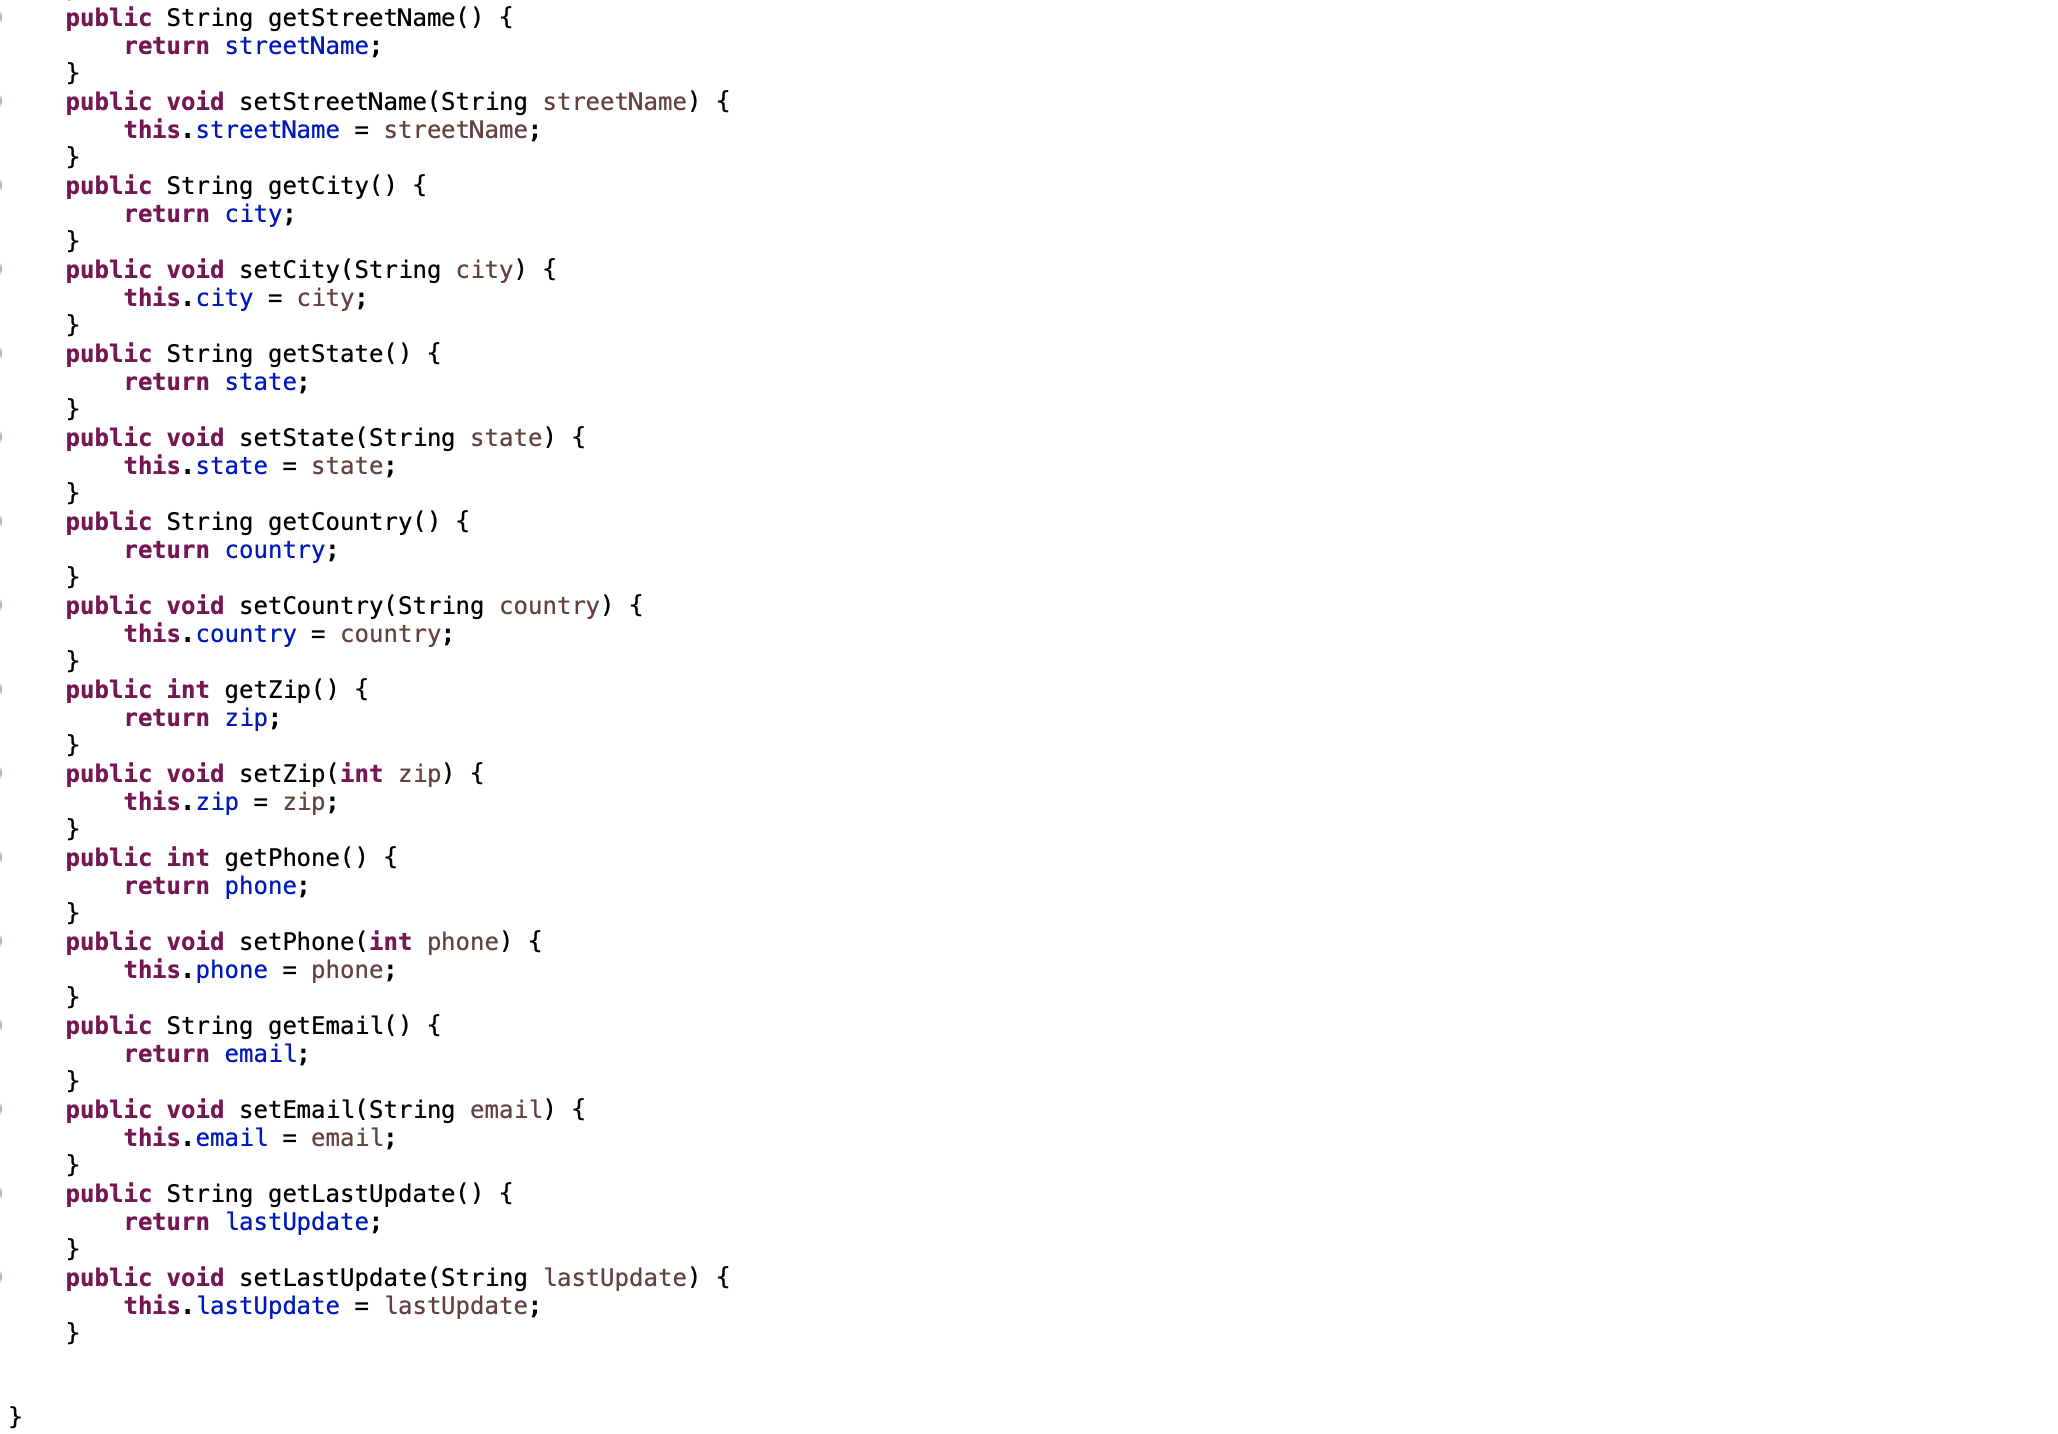 public String getStreetName() {
return streetName;
}
public void setStreetName(String streetName) {
this.streetName = streetName;
}
public String getCity() {
return city;
}
public void setCity(String city) {
this.city = city;
}
public String getState() {
return state;
}
public void setState(String state) {
this.state = state;
}
public String getCountry() {
return country;
}
public void setCountry(String country) {
this.country = country;
}
public int getZip() {
return zip;
}
public void setZip(int zip) {
this.zip = zip;
}
public int getPhone() {
return phone;
}
public void setPhone(int phone) {
this.phone = phone;
}
public String getEmail() {
return email;
}
public void setEmail(String email) {
this.email = email;
}
public String getLastUpdate() {
return lastUpdate;
}
public void setLastUpdate(String lastUpdate) {
this.lastUpdate = lastUpdate;
}
}